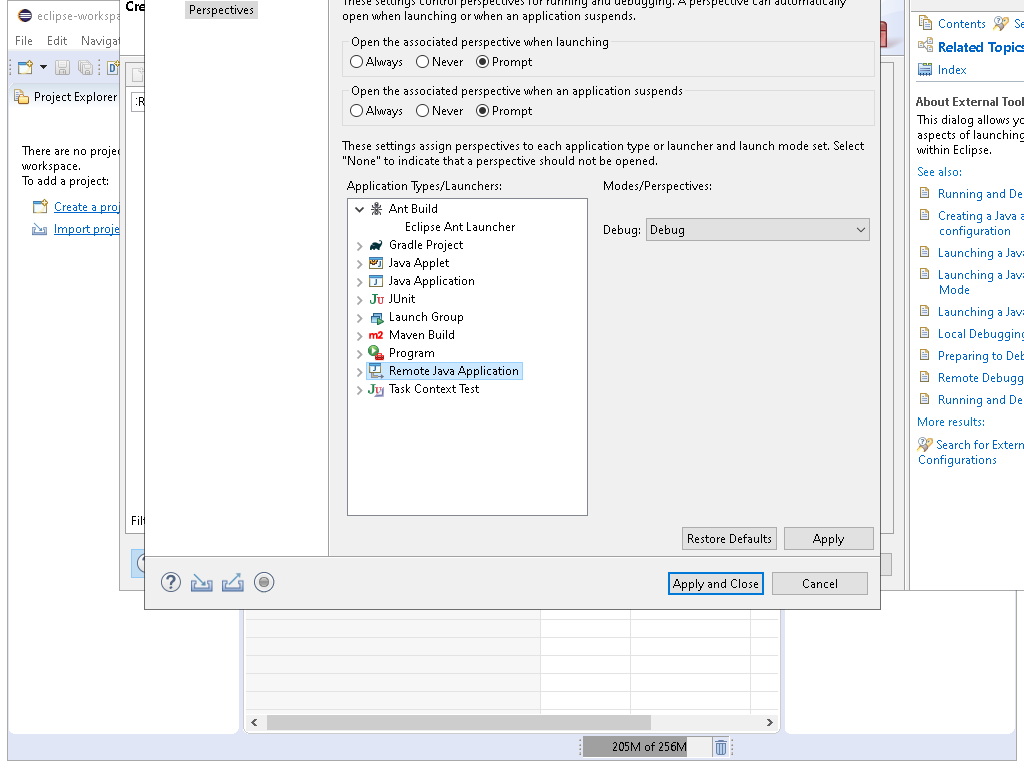 eclipse-workspa
Cre
File Edit Navigat
Project Explorer
There are no projec
workspace.
To add a project:
Create a proj
Import proje
Perspectives
These settings control perspectives for running and debugging. A perspective can automatically
open when launching or when an application suspends.
Open the associated perspective when launching
Always Never Prompt
Open the associated perspective when an application suspends
Always Never Prompt
These settings assign perspectives to each application type or launcher and launch mode set. Select
"None" to indicate that a perspective should not be opened.
Application Types/Launchers:
Modes/Perspectives:
Ant Build
Eclipse Ant Launcher
Gradle Project
Java Applet
Java Application
JUnit
Launch Group
Maven Build
Program
Remote Java Application
Task Context Test
Debug: Debug
Restore Defaults Apply
Apply and Close Cancel
Filt
Contents Se
Related Topics
Index
About External Tool
This dialog allows yo
aspects of launching
within Eclipse.
See also:
Running and De
Creating a Java a
configuration
Launching a Java
Launching a Java
Mode
Launching a Java
Local Debugging
Preparing to Deb
Remote Debugg
Running and De
More results:
Search for Extern
Configurations
205M of 256M